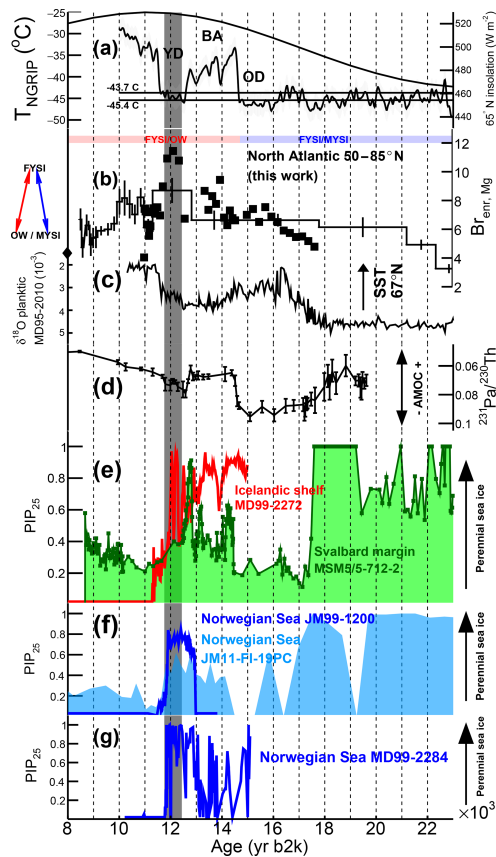 T_NGRIP (°C)
-25
-30
-35
-40
-45
-50
(a)
YD
BA
OD
-43.7 C
-45.4 C
520
500
480
460
440
65°N insolation (W m⁻²)
FYSI/OW
FYSI/MYSI
North Atlantic 50–85°N
(this work)
(b)
FYSI
OW / MYSI
12
10
8
6
4
2
Br_enr, Mg
SST
67°N
δ¹⁸O planktic
MD95-2010 (10⁻³)
2
3
4
5
(c)
(d)
- AMOC +
0.06
0.08
0.1
²³¹Pa/²³⁰Th
(e)
1
0.8
0.6
0.4
0.2
PIP₂₅
Icelandic shelf
MD99-2272
Svalbard margin
MSM5/5-712-2
Perennial sea ice
(f)
1
0.8
0.6
0.4
0.2
PIP₂₅
Norwegian Sea JM99-1200
Norwegian Sea
JM11-FI-19PC
Perennial sea ice
(g)
1
0.8
0.6
0.4
0.2
PIP₂₅
Norwegian Sea MD99-2284
Perennial sea ice
×10³
8 10 12 14 16 18 20 22
Age (yr b2k)